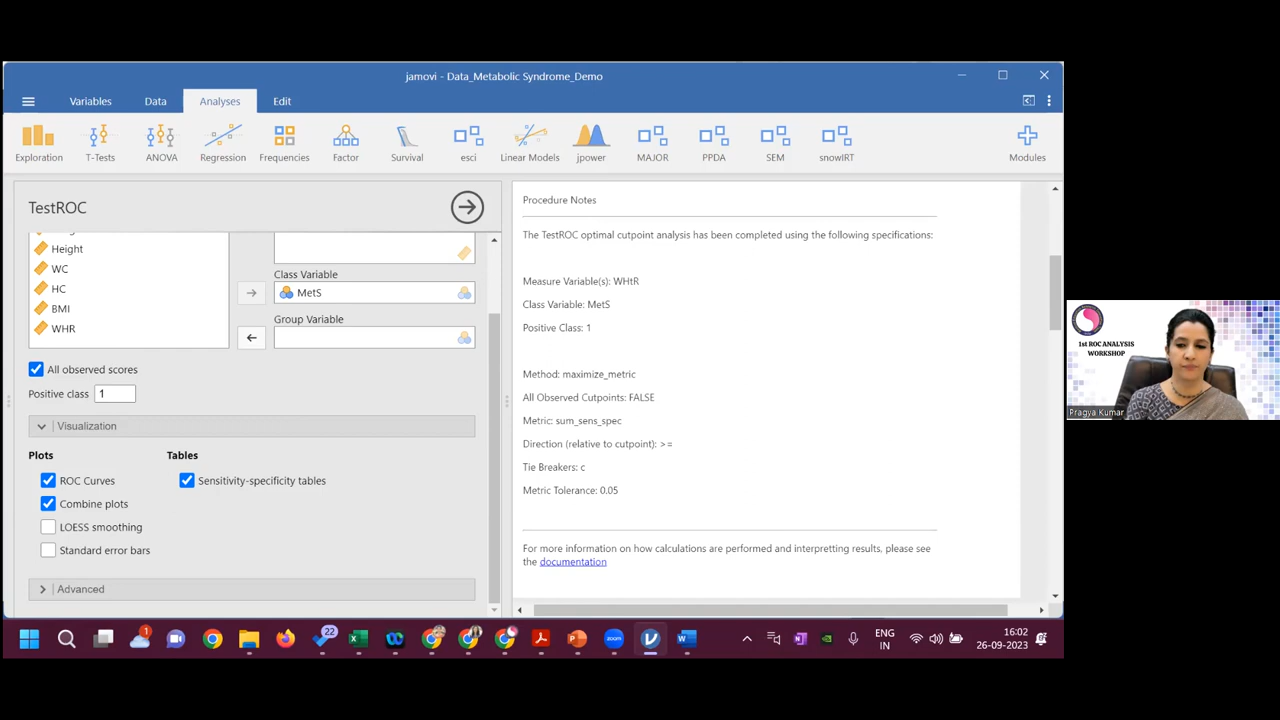 jamovi - Data_Metabolic Syndrome_Demo
Variables
Data
Analyses
Edit
Exploration
T-Tests
ANOVA
Regression
Frequencies
Factor
Survival
esci
Linear Models
jpower
MAJOR
PPDA
SEM
snowIRT
Modules
TestROC
Height
WC
HC
BMI
WHR
Class Variable
MetS
Group Variable
All observed scores
Positive class 1
Visualization
Plots
Tables
ROC Curves
Sensitivity-specificity tables
Combine plots
LOESS smoothing
Standard error bars
Advanced
Procedure Notes
The TestROC optimal cutpoint analysis has been completed using the following specifications:
Measure Variable(s): WHtR
Class Variable: MetS
Positive Class: 1
Method: maximize_metric
All Observed Cutpoints: FALSE
Metric: sum_sens_spec
Direction (relative to cutpoint): >=
Tie Breakers: c
Metric Tolerance: 0.05
For more information on how calculations are performed and interpretting results, please see
the documentation
1st ROC ANALYSIS
WORKSHOP
Pragya Kumar
1
22
ENG
IN
16:02
26-09-2023